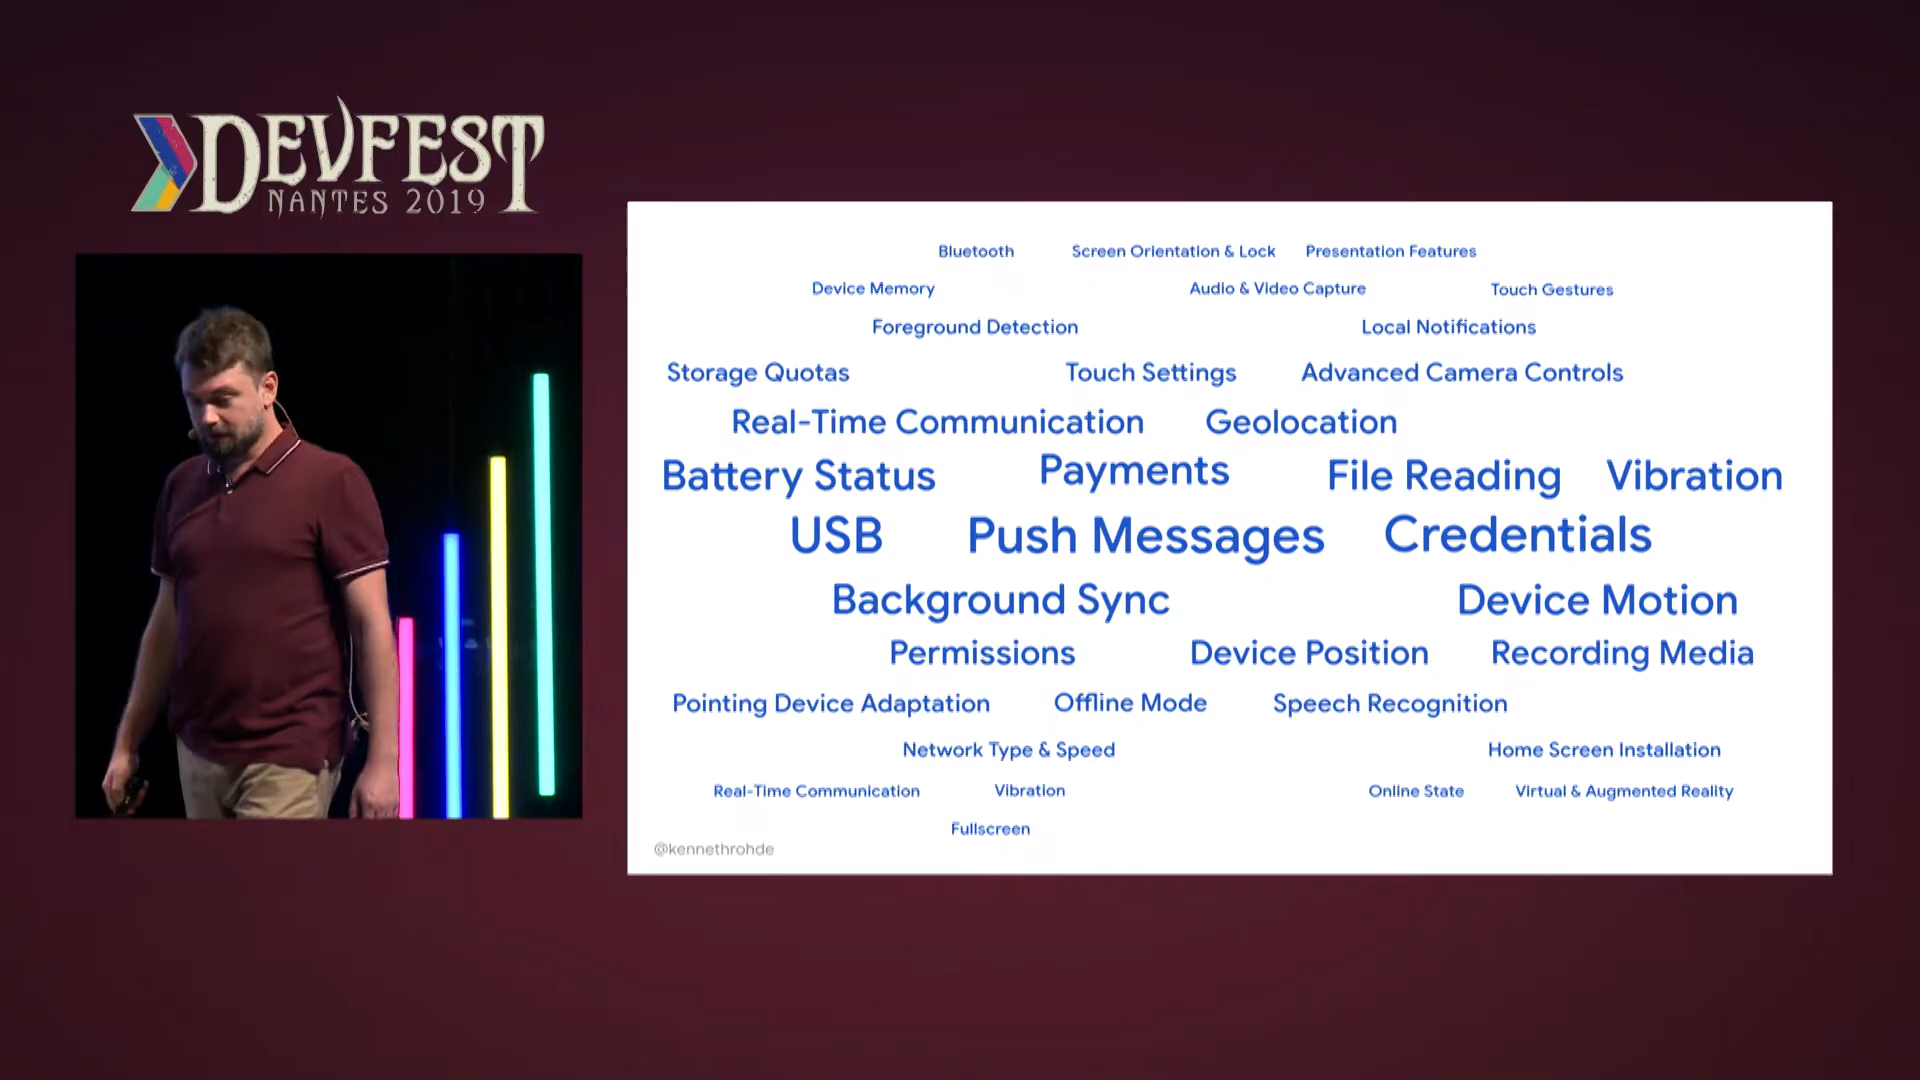 DEVFEST
NANTES 2019
Bluetooth Screen Orientation & Lock Presentation Features
Device Memory Audio & Video Capture Touch Gestures
Foreground Detection Local Notifications
Storage Quotas Touch Settings Advanced Camera Controls
Real-Time Communication Geolocation
Battery Status Payments File Reading Vibration
USB Push Messages Credentials
Background Sync Device Motion
Permissions Device Position Recording Media
Pointing Device Adaptation Offline Mode Speech Recognition
Network Type & Speed Home Screen Installation
Real-Time Communication Vibration Online State Virtual & Augmented Reality
Fullscreen
@kennethrohde